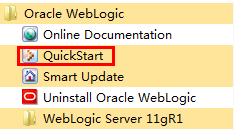 Oracle WebLogic
Online Documentation
QuickStart
Smart Update
Uninstall Oracle WebLogic
WebLogic Server 11gR1